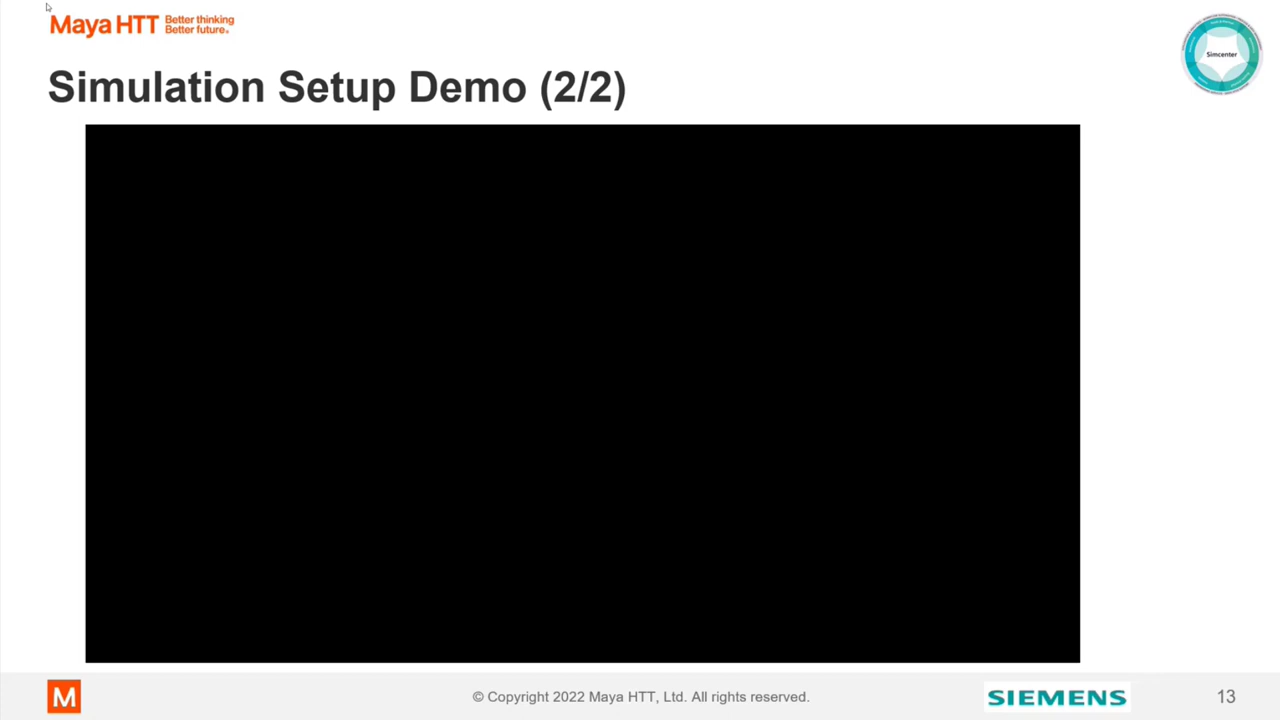 Maya HTT Better thinking
Better future.
Simcenter
Simulation Setup Demo (2/2)
M
© Copyright 2022 Maya HTT, Ltd. All rights reserved.
SIEMENS
13